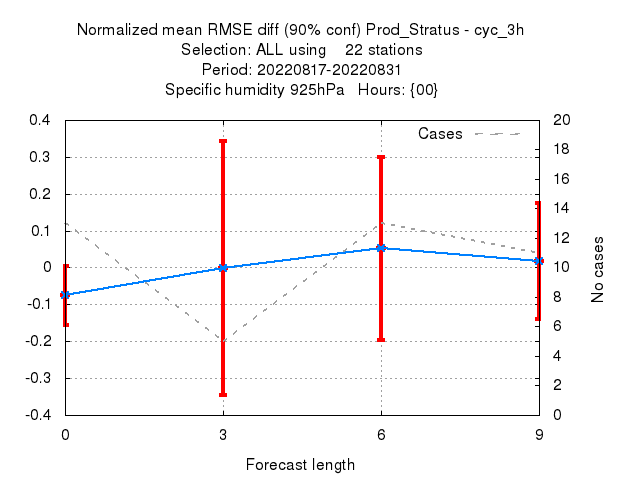 Normalized mean RMSE diff (90% conf) Prod_Stratus - cyc_3h
Selection: ALL using    22 stations
Period: 20220817-20220831
Specific humidity 925hPa   Hours: {00}
Cases
0.4
0.3
0.2
0.1
0
-0.1
-0.2
-0.3
-0.4
20
18
16
14
12
10
8
6
4
2
0
No cases
0 3 6 9
Forecast length